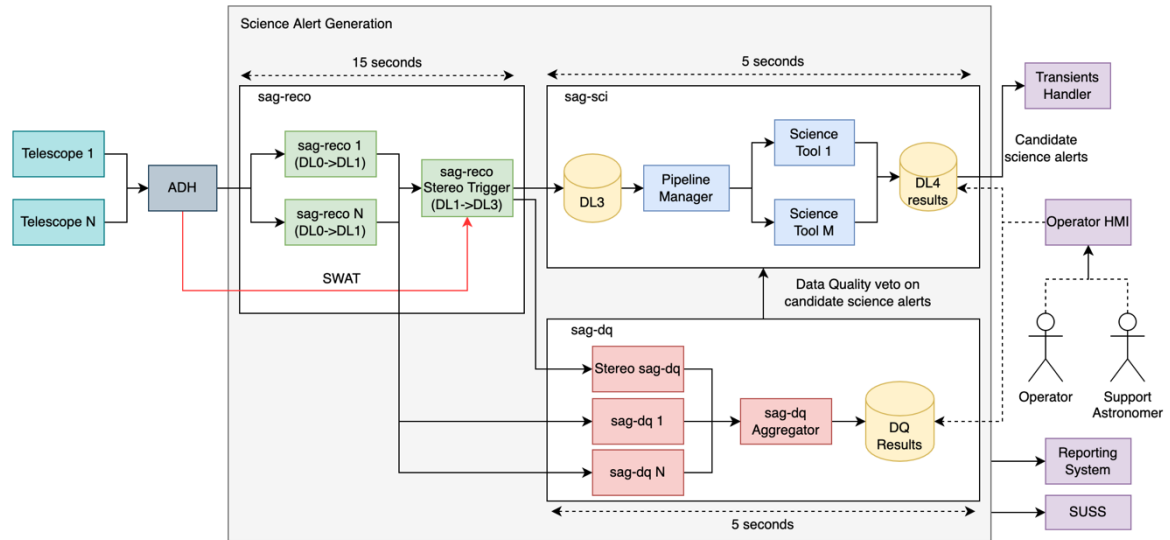 Science Alert Generation
15 seconds
5 seconds
sag-reco
sag-sci
Telescope 1
Telescope N
ADH
sag-reco 1
(DL0->DL1)
sag-reco N
(DL0->DL1)
sag-reco
Stereo Trigger
(DL1->DL3)
SWAT
DL3
Pipeline
Manager
Science
Tool 1
Science
Tool M
DL4
results
Transients
Handler
Candidate
science alerts
Operator HMI
Data Quality veto on
candidate science alerts
sag-dq
Stereo sag-dq
sag-dq 1
sag-dq N
sag-dq
Aggregator
DQ
Results
5 seconds
Operator
Support
Astronomer
Reporting
System
SUSS